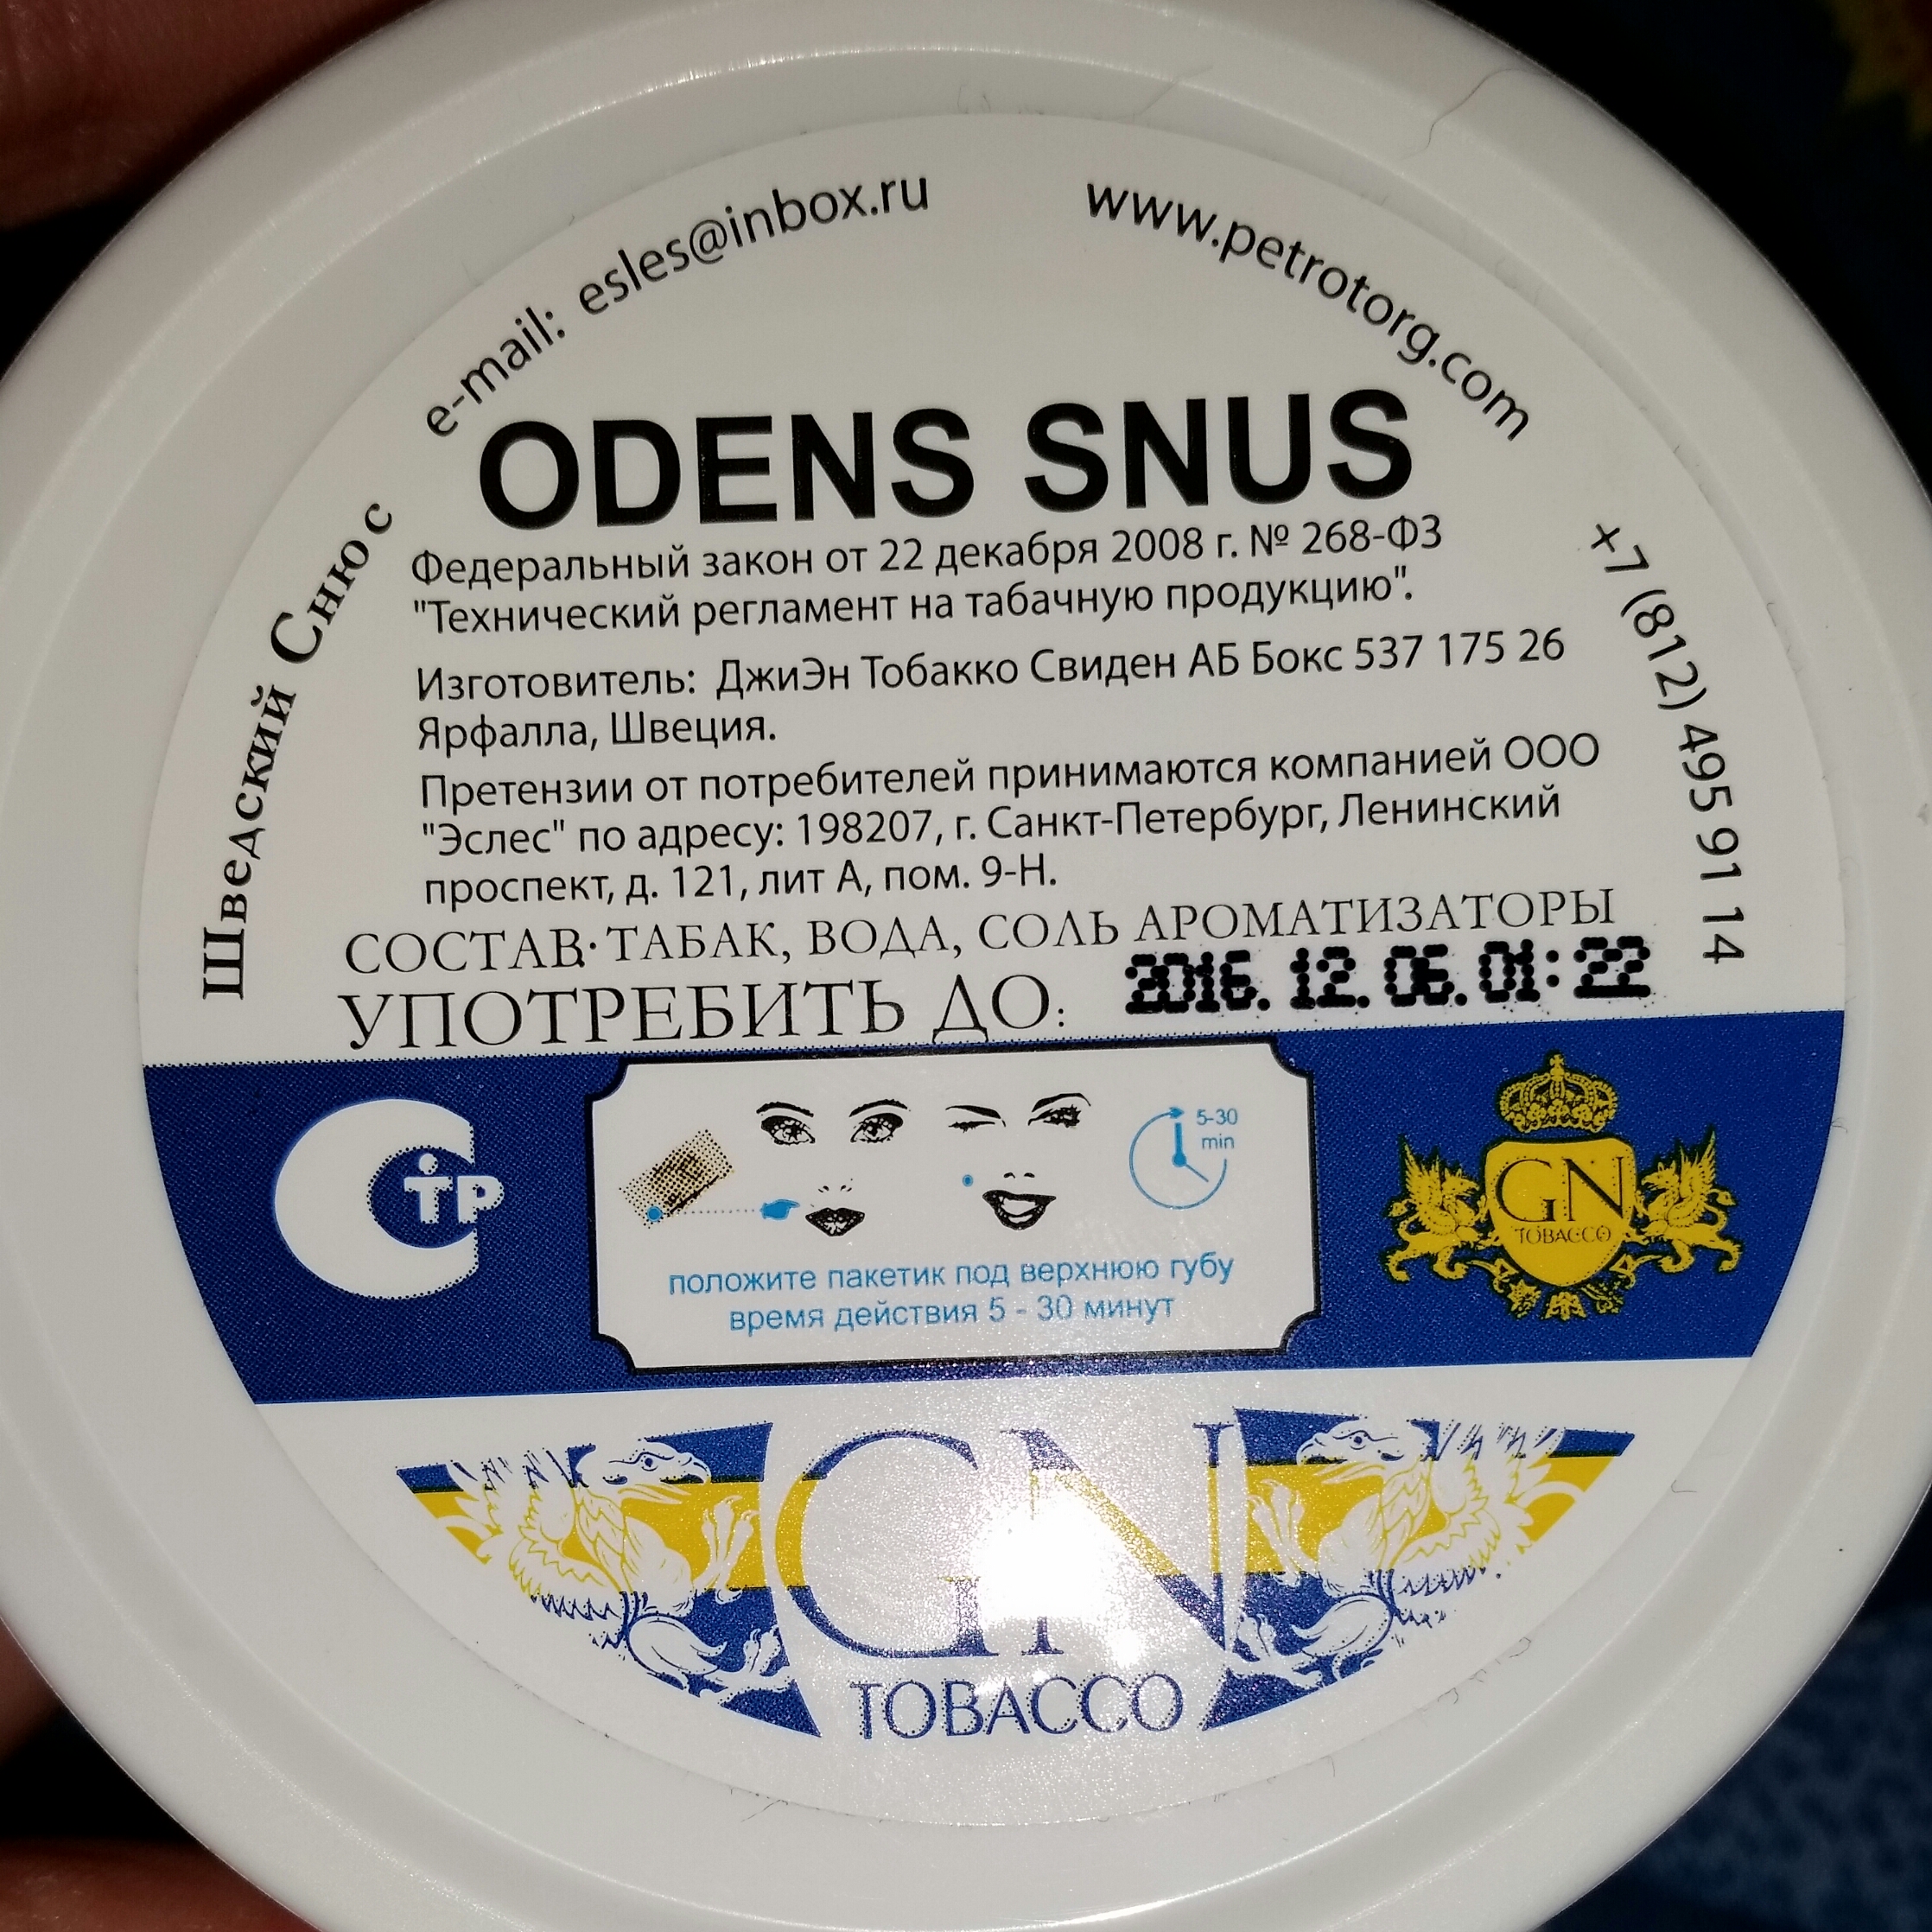 e-mail: esles@inbox.ru
www.petrotorg.com
Шведский Снюс
ODENS SNUS
+7 (812) 495 91 14
Федеральный закон от 22 декабря 2008 г. № 268-ФЗ
"Технический регламент на табачную продукцию".
Изготовитель: ДжиЭн Тобакко Свиден АБ Бокс 537 175 26
Ярфалла, Швеция.
Претензии от потребителей принимаются компанией ООО
"Эслес" по адресу: 198207, г. Санкт-Петербург, Ленинский
проспект, д. 121, лит А, пом. 9-Н.
СОСТАВ: ТАБАК, ВОДА, СОЛЬ АРОМАТИЗАТОРЫ
УПОТРЕБИТЬ ДО: 2016.12.06.01:22
СТР
5-30
min
GN
TOBACCO
положите пакетик под верхнюю губу
время действия 5 - 30 минут
GN
TOBACCO